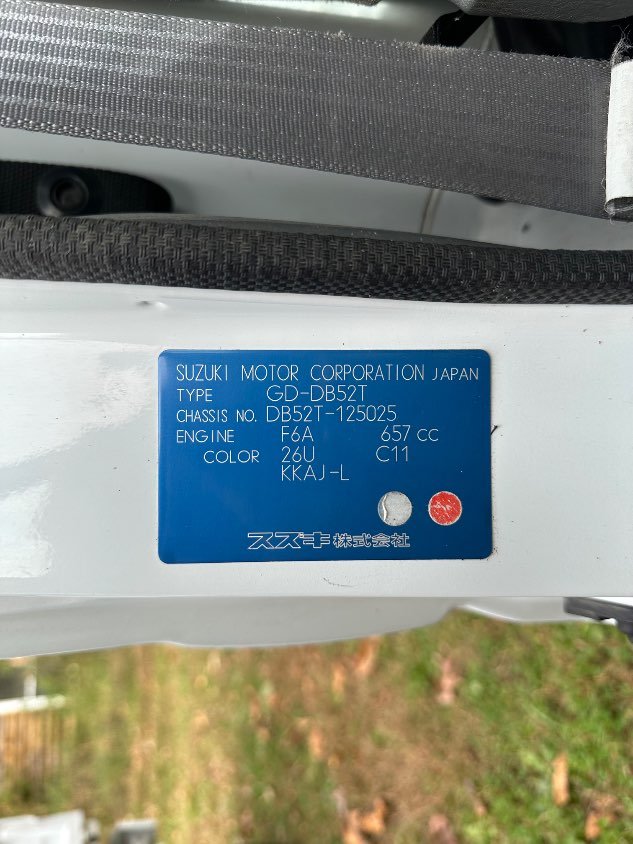 SUZUKI MOTOR CORPORATION JAPAN
TYPE GD-DB52T
CHASSIS NO. DB52T-125025
ENGINE F6A 657 CC
COLOR 26U C11
KKAJ-L
スズキ株式会社